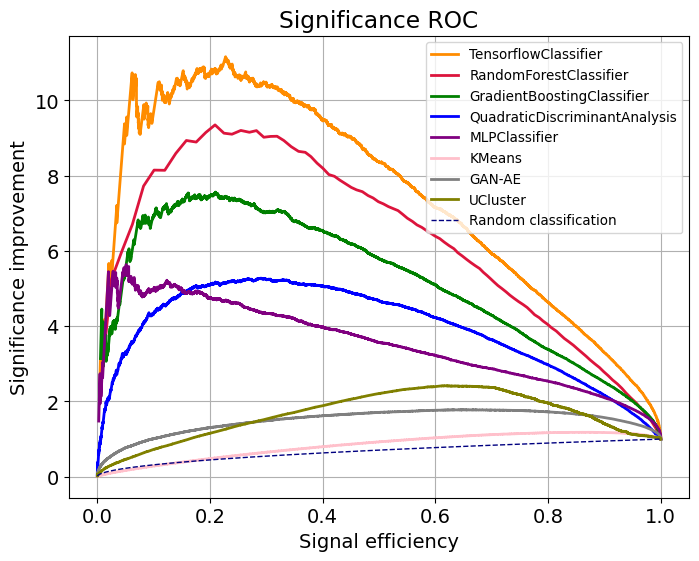 Significance ROC
Significance improvement
10
8
6
4
2
0
TensorflowClassifier
RandomForestClassifier
GradientBoostingClassifier
QuadraticDiscriminantAnalysis
MLPClassifier
KMeans
GAN-AE
UCluster
Random classification
0.0 0.2 0.4 0.6 0.8 1.0
Signal efficiency